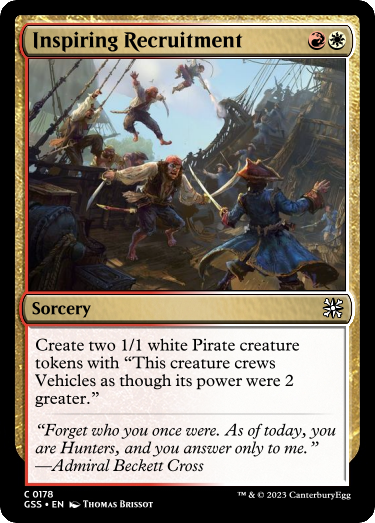 Inspiring Recruitment
Sorcery
Create two 1/1 white Pirate creature
tokens with “This creature crews
Vehicles as though its power were 2
greater.”
“Forget who you once were. As of today, you
are Hunters, and you answer only to me.”
—Admiral Beckett Cross
C 0178
GSS • EN Thomas Brissot
™ & © 2023 CanterburyEgg